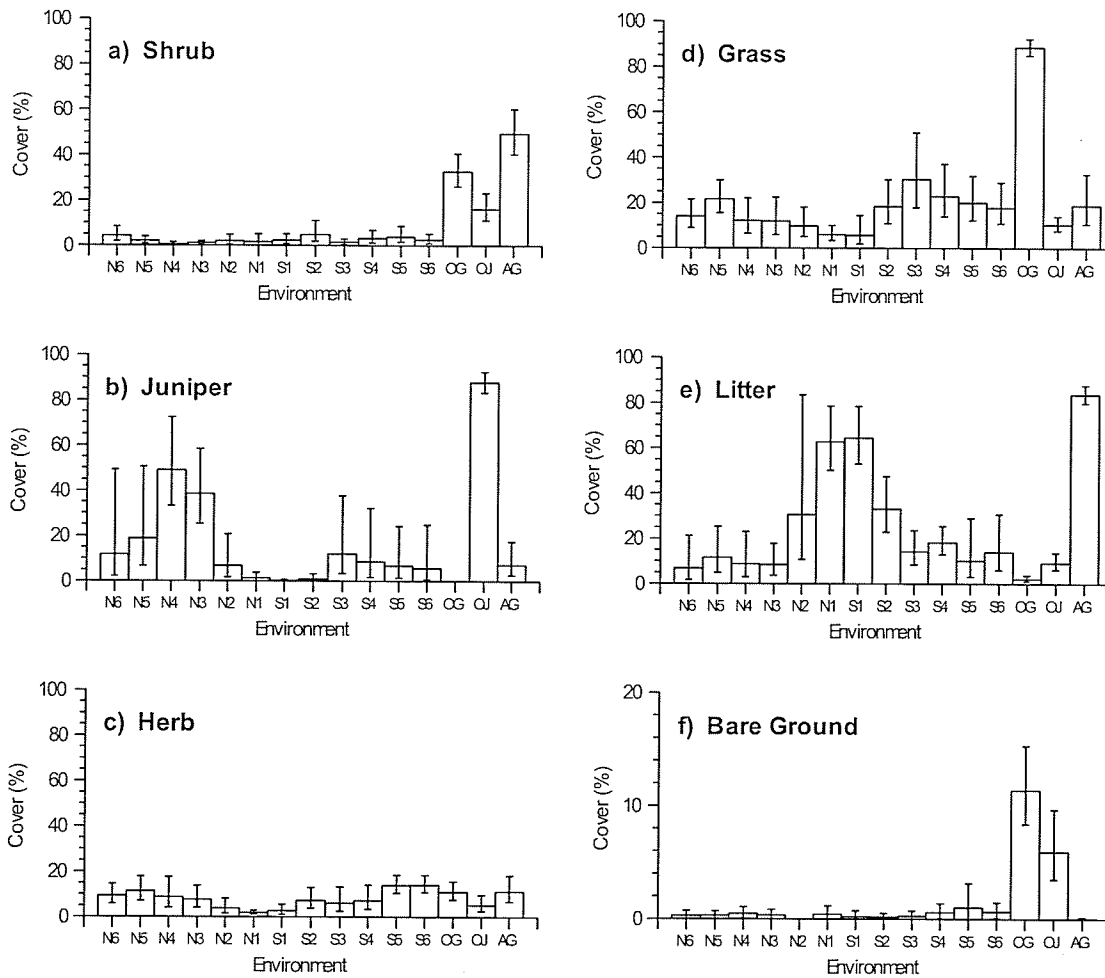 a) Shrub
Cover (%)
100
80
60
40
20
0
N6 N5 N4 N3 N2 N1 S1 S2 S3 S4 S5 S6 OG OJ AG
Environment
d) Grass
Cover (%)
100
80
60
40
20
0
N6 N5 N4 N3 N2 N1 S1 S2 S3 S4 S5 S6 OG OJ AG
Environment
b) Juniper
Cover (%)
100
80
60
40
20
0
N6 N5 N4 N3 N2 N1 S1 S2 S3 S4 S5 S6 OG OJ AG
Environment
e) Litter
Cover (%)
100
80
60
40
20
0
N6 N5 N4 N3 N2 N1 S1 S2 S3 S4 S5 S6 OG OJ AG
Environment
c) Herb
Cover (%)
100
80
60
40
20
0
N6 N5 N4 N3 N2 N1 S1 S2 S3 S4 S5 S6 OG OJ AG
Environment
f) Bare Ground
Cover (%)
20
10
0
N6 N5 N4 N3 N2 N1 S1 S2 S3 S4 S5 S6 OG OJ AG
Environment